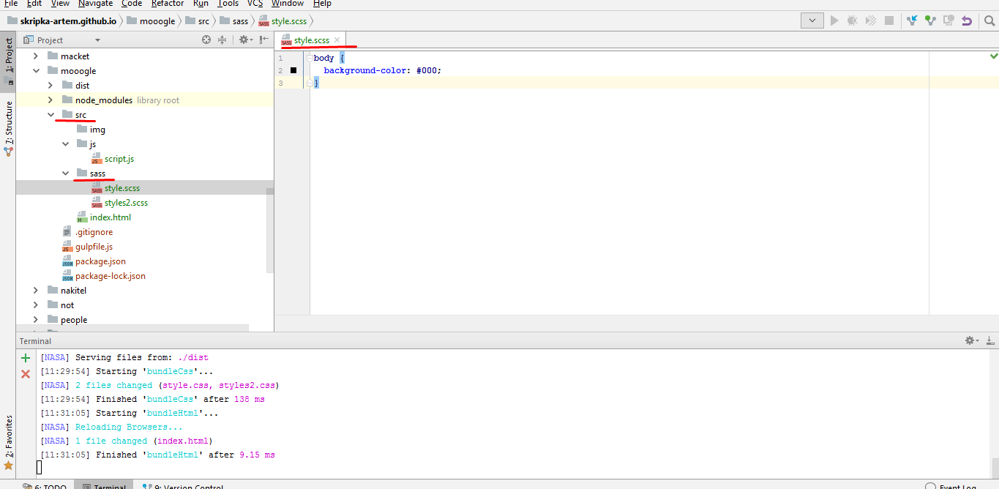 File Edit View Navigate Code Refactor Run Tools VCS Window Help
skripka-artem.github.io mooogle src sass style.scss
1: Project
7: Structure
2: Favorites
Project
macket
mooogle
dist
node_modules library root
src
img
js
script.js
sass
style.scss
styles2.scss
index.html
.gitignore
gulpfile.js
package.json
package-lock.json
nakitel
not
people
style.scss
1 body {
2 background-color: #000;
3 }
Terminal
[NASA] Serving files from: ./dist
[11:29:54] Starting 'bundleCss'...
[NASA] 2 files changed (style.css, styles2.css)
[11:29:54] Finished 'bundleCss' after 138 ms
[11:31:05] Starting 'bundleHtml'...
[NASA] Reloading Browsers...
[NASA] 1 file changed (index.html)
[11:31:05] Finished 'bundleHtml' after 9.15 ms
6: TODO Terminal 9: Version Control Event Log